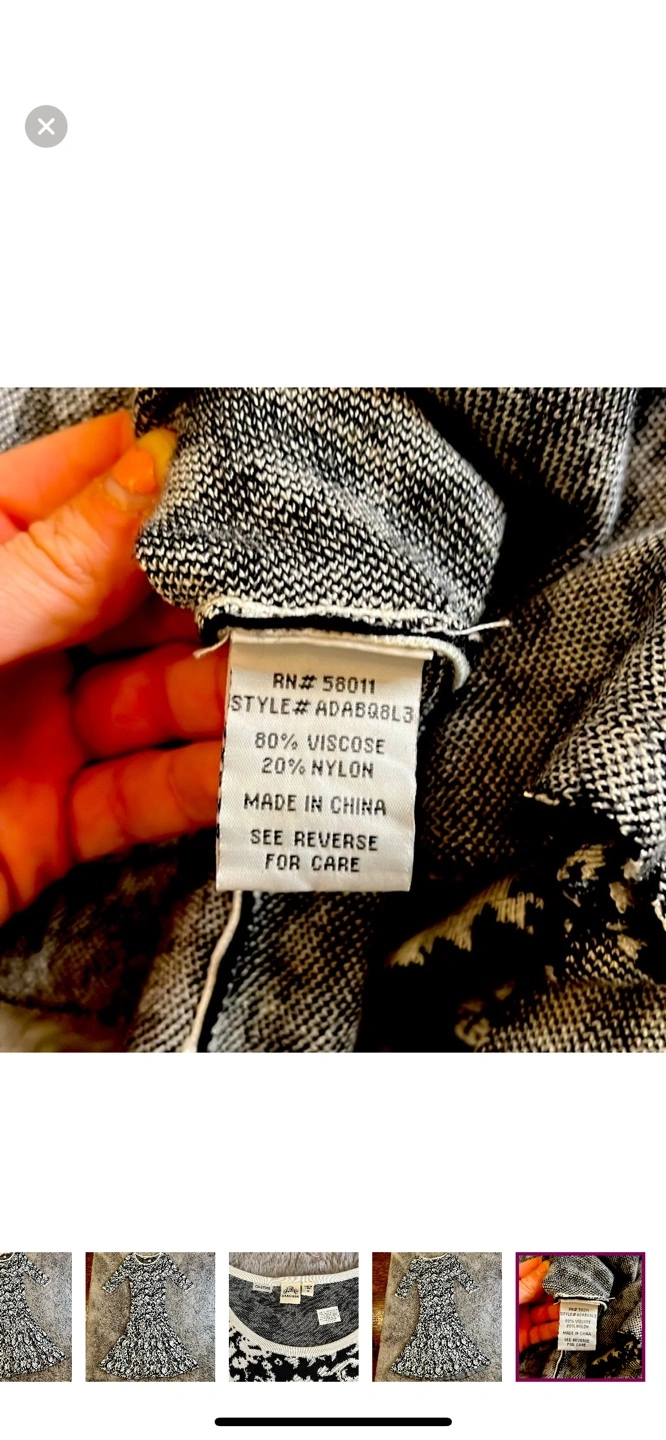 RN# 58011
STYLE# ADABQ8L3
80% VISCOSE
20% NYLON
MADE IN CHINA
SEE REVERSE
FOR CARE